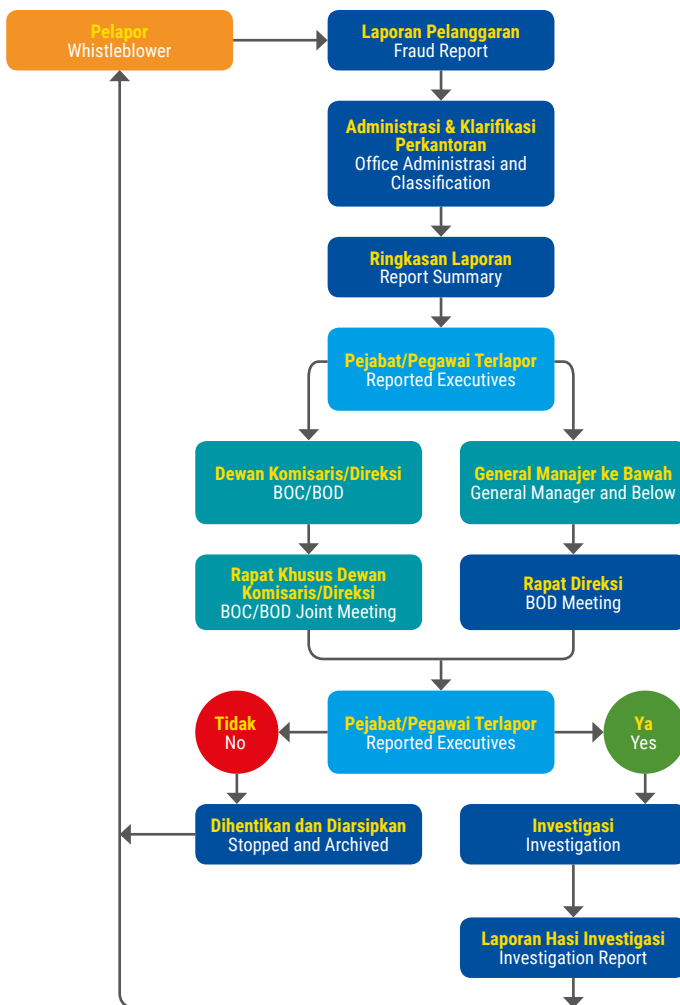 Pelapor
Whistleblower
Laporan Pelanggaran
Fraud Report
Administrasi & Klarifikasi
Perkantoran
Office Administrasi and
Classification
Ringkasan Laporan
Report Summary
Pejabat/Pegawai Terlapor
Reported Executives
Dewan Komisaris/Direksi
BOC/BOD
General Manajer ke Bawah
General Manager and Below
Rapat Khusus Dewan
Komisaris/Direksi
BOC/BOD Joint Meeting
Rapat Direksi
BOD Meeting
Tidak
No
Pejabat/Pegawai Terlapor
Reported Executives
Ya
Yes
Dihentikan dan Diarsipkan
Stopped and Archived
Investigasi
Investigation
Laporan Hasi Investigasi
Investigation Report